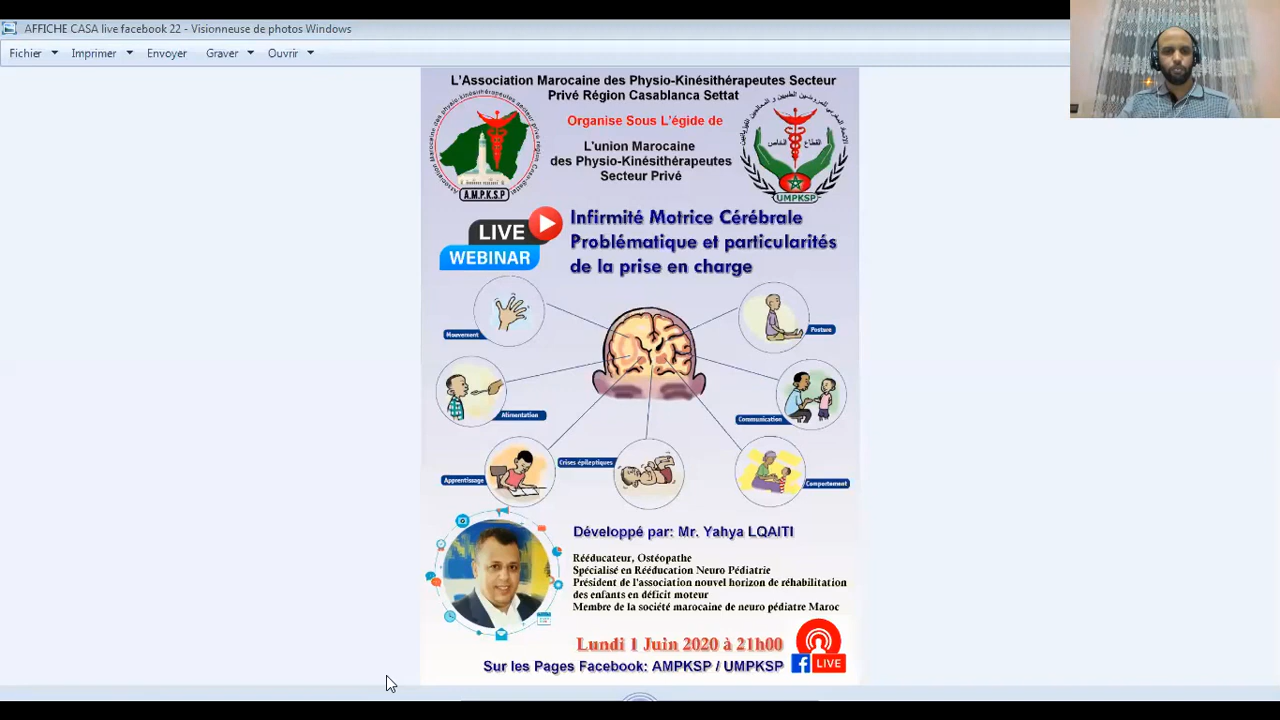 AFFICHE CASA live facebook 22 - Visionneuse de photos Windows
Fichier Imprimer Envoyer Graver Ouvrir
L'Association Marocaine des Physio-Kinésithérapeutes Secteur
Privé Région Casablanca Settat
Organise Sous L'égide de
L'union Marocaine
des Physio-Kinésithérapeutes
Secteur Privé
A.M.P.K.S.P
القطاع الخاص
UMPKSP
LIVE
WEBINAR
Infirmité Motrice Cérébrale
Problématique et particularités
de la prise en charge
Mouvement
Posture
Alimentation
Communication
Apprentissage
Crises épileptiques
Comportement
Développé par: Mr. Yahya LQAITI
Rééducateur, Ostéopathe
Spécialisé en Rééducation Neuro Pédiatrie
Président de l'association nouvel horizon de réhabilitation
des enfants en déficit moteur
Membre de la société marocaine de neuro pédiatre Maroc
Lundi 1 Juin 2020 à 21h00
Sur les Pages Facebook: AMPKSP / UMPKSP
f LIVE